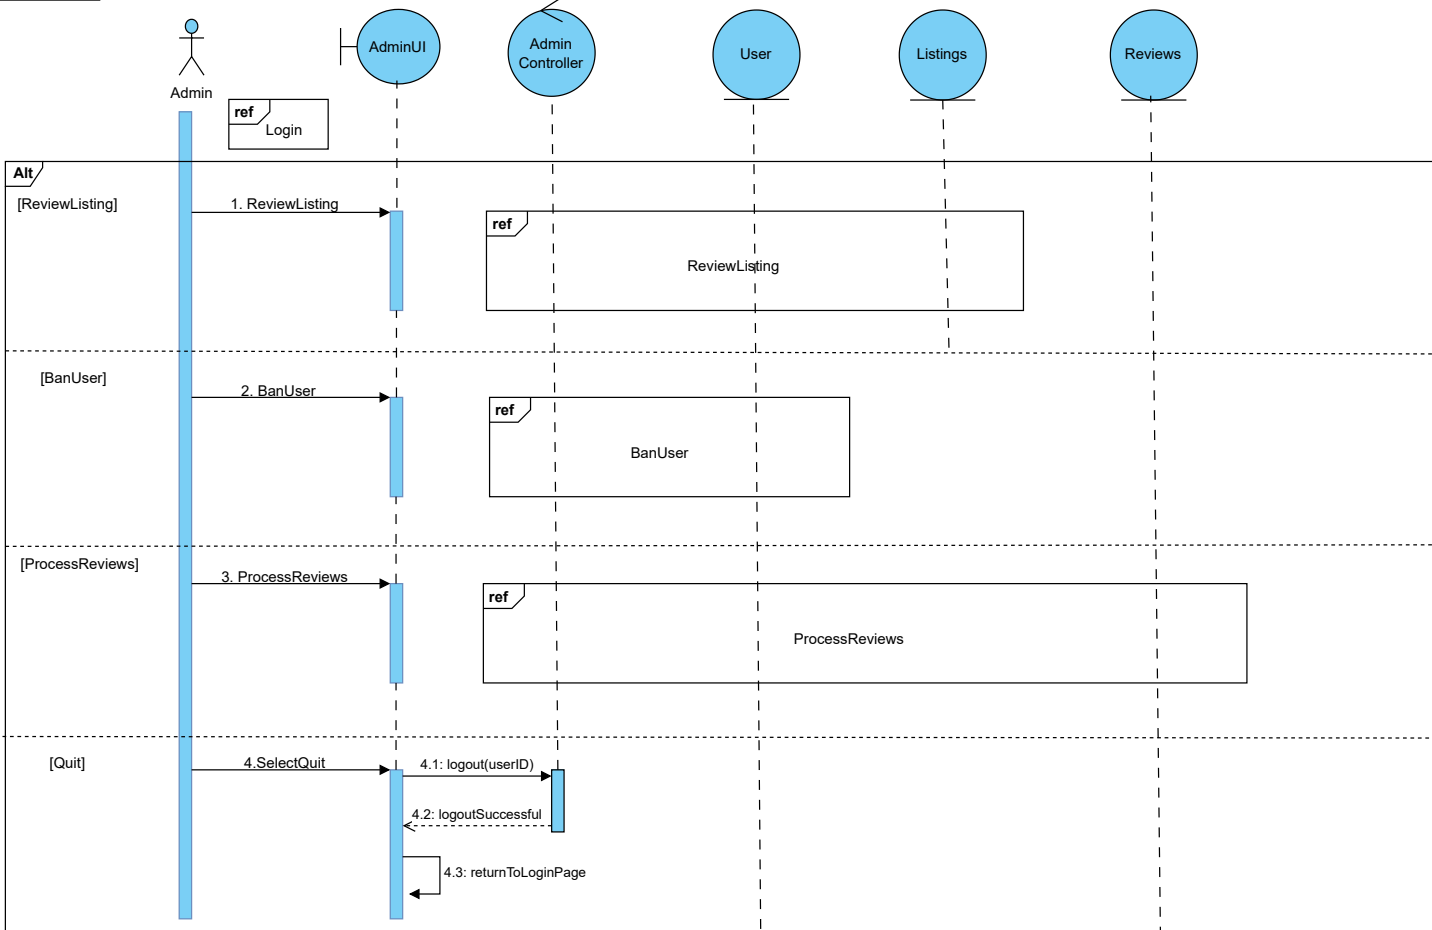 AdminUI
Admin
Controller
User
Listings
Reviews
Admin
ref
Login
Alt
[ReviewListing]
1. ReviewListing
ref
ReviewListing
[BanUser]
2. BanUser
ref
BanUser
[ProcessReviews]
3. ProcessReviews
ref
ProcessReviews
[Quit]
4.SelectQuit
4.1: logout(userID)
4.2: logoutSuccessful
4.3: returnToLoginPage